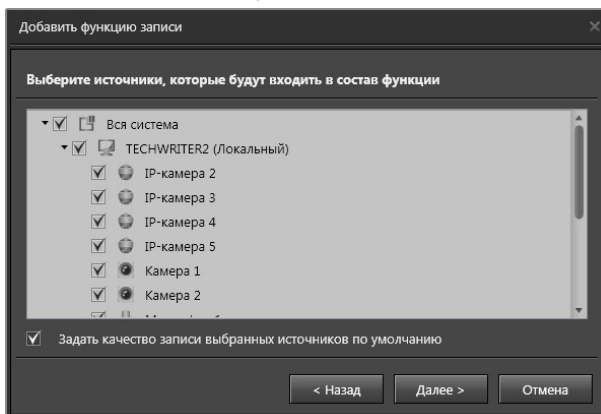 Добавить функцию записи
Выберите источники, которые будут входить в состав функции
Вся система
TECHWRITER2 (Локальный)
IP-камера 2
IP-камера 3
IP-камера 4
IP-камера 5
Камера 1
Камера 2
Задать качество записи выбранных источников по умолчанию
< Назад
Далее >
Отмена